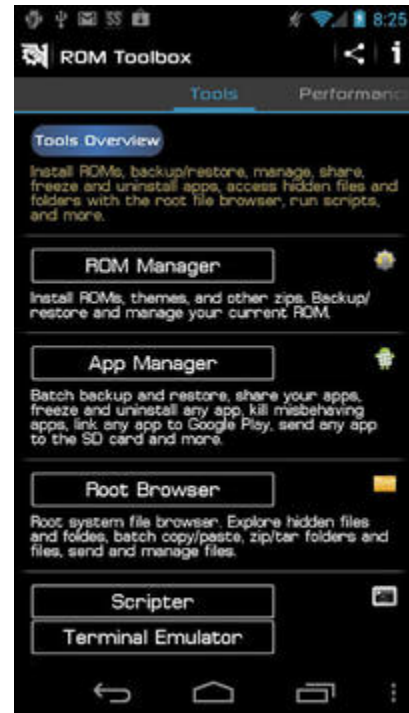 8:25
ROM Toolbox
Tools Performanc
Tools Overview
Install ROMs, backup/restore, manage, share,
freeze and uninstall apps, access hidden files and
folders with the root file browser, run scripts,
and more.
ROM Manager
Install ROMs, themes, and other zips. Backup/
restore and manage your current ROM.
App Manager
Batch backup and restore, share your apps,
freeze and uninstall any app, kill misbehaving
apps, link any app to Google Play, send any app
to the SD card and more.
Root Browser
Root system file browser. Explore hidden files
and foldes, batch copy/paste, zip/tar folders and
files, send and manage files.
Scripter
Terminal Emulator